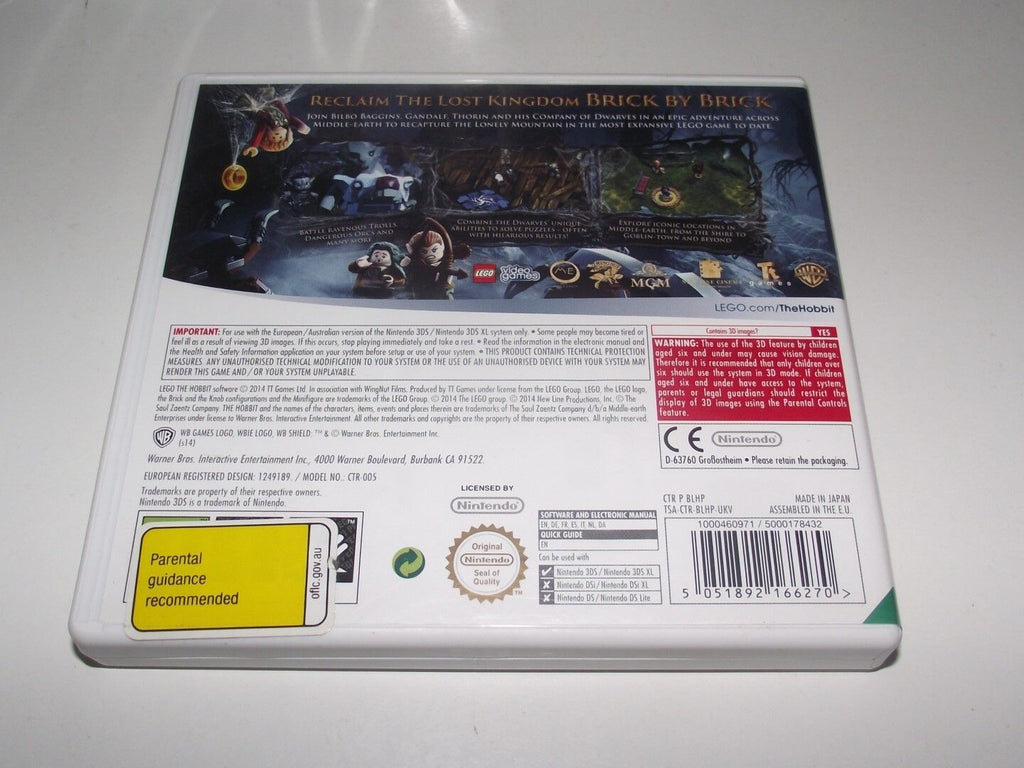 RECLAIM THE LOST KINGDOM BRICK BY BRICK
JOIN BILBO BAGGINS, GANDALF, THORIN AND HIS COMPANY OF DWARVES IN AN EPIC ADVENTURE ACROSS
MIDDLE-EARTH TO RECAPTURE THE LONELY MOUNTAIN IN THE MOST EXPANSIVE LEGO GAME TO DATE.
BATTLE RAVENOUS TROLLS,
DANGEROUS ORCS AND
MANY MORE
COMBINE THE DWARVES' UNIQUE
ABILITIES TO SOLVE PUZZLES - OFTEN
WITH HILARIOUS RESULTS!
EXPLORE ICONIC LOCATIONS IN
MIDDLE-EARTH, FROM THE SHIRE TO
GOBLIN-TOWN AND BEYOND
LEGO video games ME MGM NEW LINE CINEMA Tt games WB
LEGO.com/TheHobbit
IMPORTANT: For use with the European/Australian version of the Nintendo 3DS/Nintendo 3DS XL system only. • Some people may become tired or
feel ill as a result of viewing 3D images. If this occurs, stop playing immediately and take a rest. • Read the information in the electronic manual and
the Health and Safety Information application on your system before setup or use of your system. • THIS PRODUCT CONTAINS TECHNICAL PROTECTION
MEASURES. ANY UNAUTHORISED TECHNICAL MODIFICATION TO YOUR SYSTEM OR THE USE OF AN UNAUTHORISED DEVICE WITH YOUR SYSTEM MAY
RENDER THIS GAME AND/OR YOUR SYSTEM UNPLAYABLE.
Contains 3D images? YES
WARNING: The use of the 3D feature by children
aged six and under may cause vision damage.
Therefore it is recommended that only children over
six should use the system in 3D mode. If children
aged six and under have access to the system,
parents or legal guardians should restrict the
display of 3D images using the Parental Controls
feature.
LEGO THE HOBBIT software © 2014 TT Games Ltd. In association with WingNut Films. Produced by TT Games under license from the LEGO Group. LEGO, the LEGO logo,
the Brick and the Knob configurations and the Minifigure are trademarks of the LEGO Group. © 2014 The LEGO group. © 2014 New Line Productions, Inc. © The
Saul Zaentz Company. THE HOBBIT and the names of the characters, items, events and places therein are trademarks of The Saul Zaentz Company d/b/a Middle-earth
Enterprises under license to Warner Bros. Interactive Entertainment. All other trademarks and copyrights are the property of their respective owners. All rights reserved.
WB GAMES LOGO, WBIE LOGO, WB SHIELD: ™ & © Warner Bros. Entertainment Inc.
(s14)
Warner Bros. Interactive Entertainment Inc., 4000 Warner Boulevard, Burbank CA 91522.
CE Nintendo
D-63760 Großostheim • Please retain the packaging.
EUROPEAN REGISTERED DESIGN: 1249189. / MODEL NO.: CTR-005
Trademarks are property of their respective owners.
Nintendo 3DS is a trademark of Nintendo.
LICENSED BY
Nintendo
Original
Nintendo
Seal of
Quality
™
SOFTWARE AND ELECTRONIC MANUAL
EN, DE, FR, ES, IT, NL, DA
QUICK GUIDE
EN
Can be used with
Nintendo 3DS / Nintendo 3DS XL
Nintendo DSi / Nintendo DSi XL
Nintendo DS / Nintendo DS Lite
CTR P BLHP MADE IN JAPAN
TSA-CTR-BLHP-UKV ASSEMBLED IN THE E.U.
1000460971 / 5000178432
5 051892 166270 >
Parental
guidance
recommended
oflc.gov.au